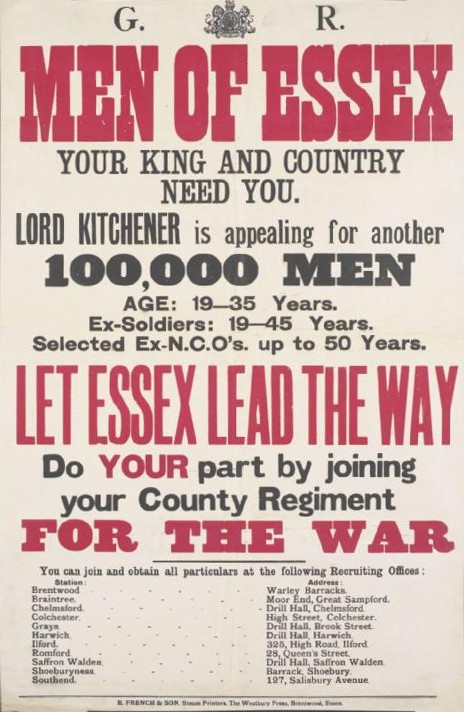 G. R.
MEN OF ESSEX
YOUR KING AND COUNTRY
NEED YOU.
LORD KITCHENER is appealing for another
100,000 MEN
AGE: 19—35 Years.
Ex-Soldiers: 19—45 Years.
Selected Ex-N.C.O's. up to 50 Years.
LET ESSEX LEAD THE WAY
Do YOUR part by joining
your County Regiment
FOR THE WAR
You can join and obtain all particulars at the following Recruiting Offices:
Station: Address:
Brentwood Warley Barracks.
Braintree. Moor End, Great Sampford.
Chelmsford. Drill Hall, Chelmsford.
Colchester. High Street, Colchester.
Grays. Drill Hall, Brook Street.
Harwich. Drill Hall, Harwich.
Ilford. 325, High Road, Ilford.
Romford. 28, Queen's Street.
Saffron Walden. Drill Hall, Saffron Walden.
Shoeburyness. Barrack, Shoebury.
Southend. 127, Salisbury Avenue.
B. FRENCH & SON, Steam Printers, The Westbury Press, Brentwood, Essex.